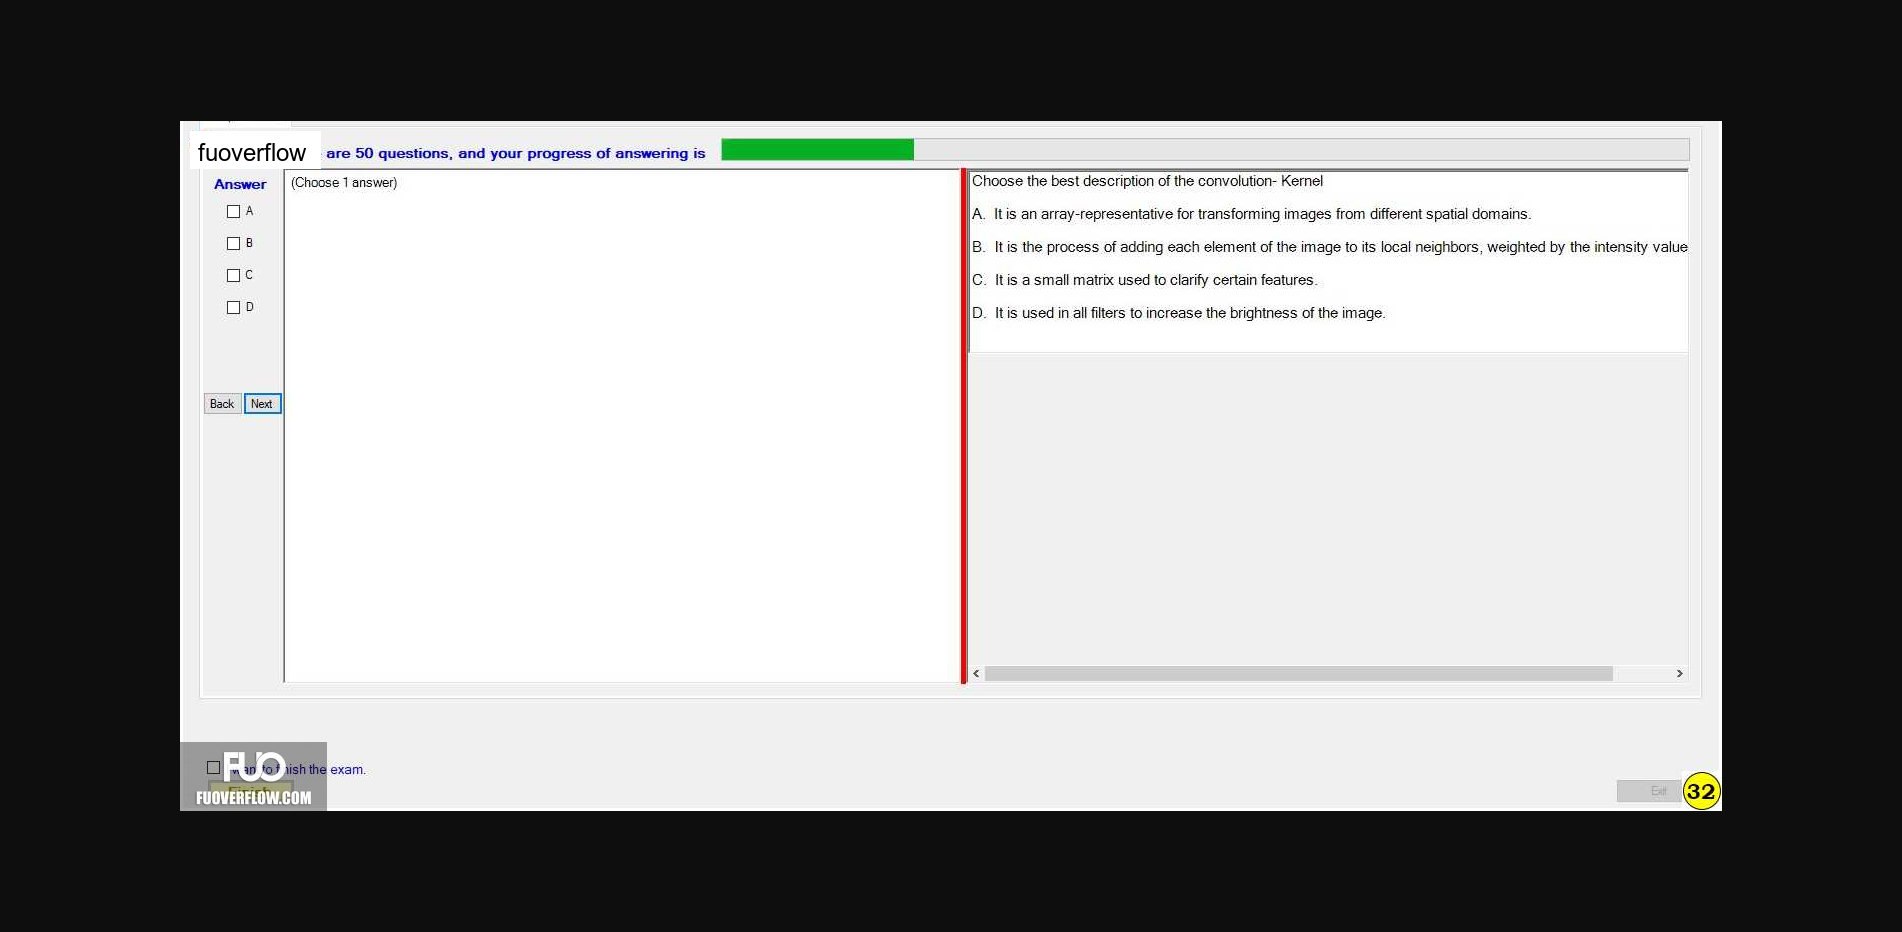 fuoverflow are 50 questions, and your progress of answering is
Answer
A
B
C
D
Back Next
(Choose 1 answer)
Choose the best description of the convolution- Kernel
A. It is an array-representative for transforming images from different spatial domains.
B. It is the process of adding each element of the image to its local neighbors, weighted by the intensity value
C. It is a small matrix used to clarify certain features.
D. It is used in all filters to increase the brightness of the image.
want to finish the exam.
Finish
FUO
FUOVERFLOW.COM
Exit
32